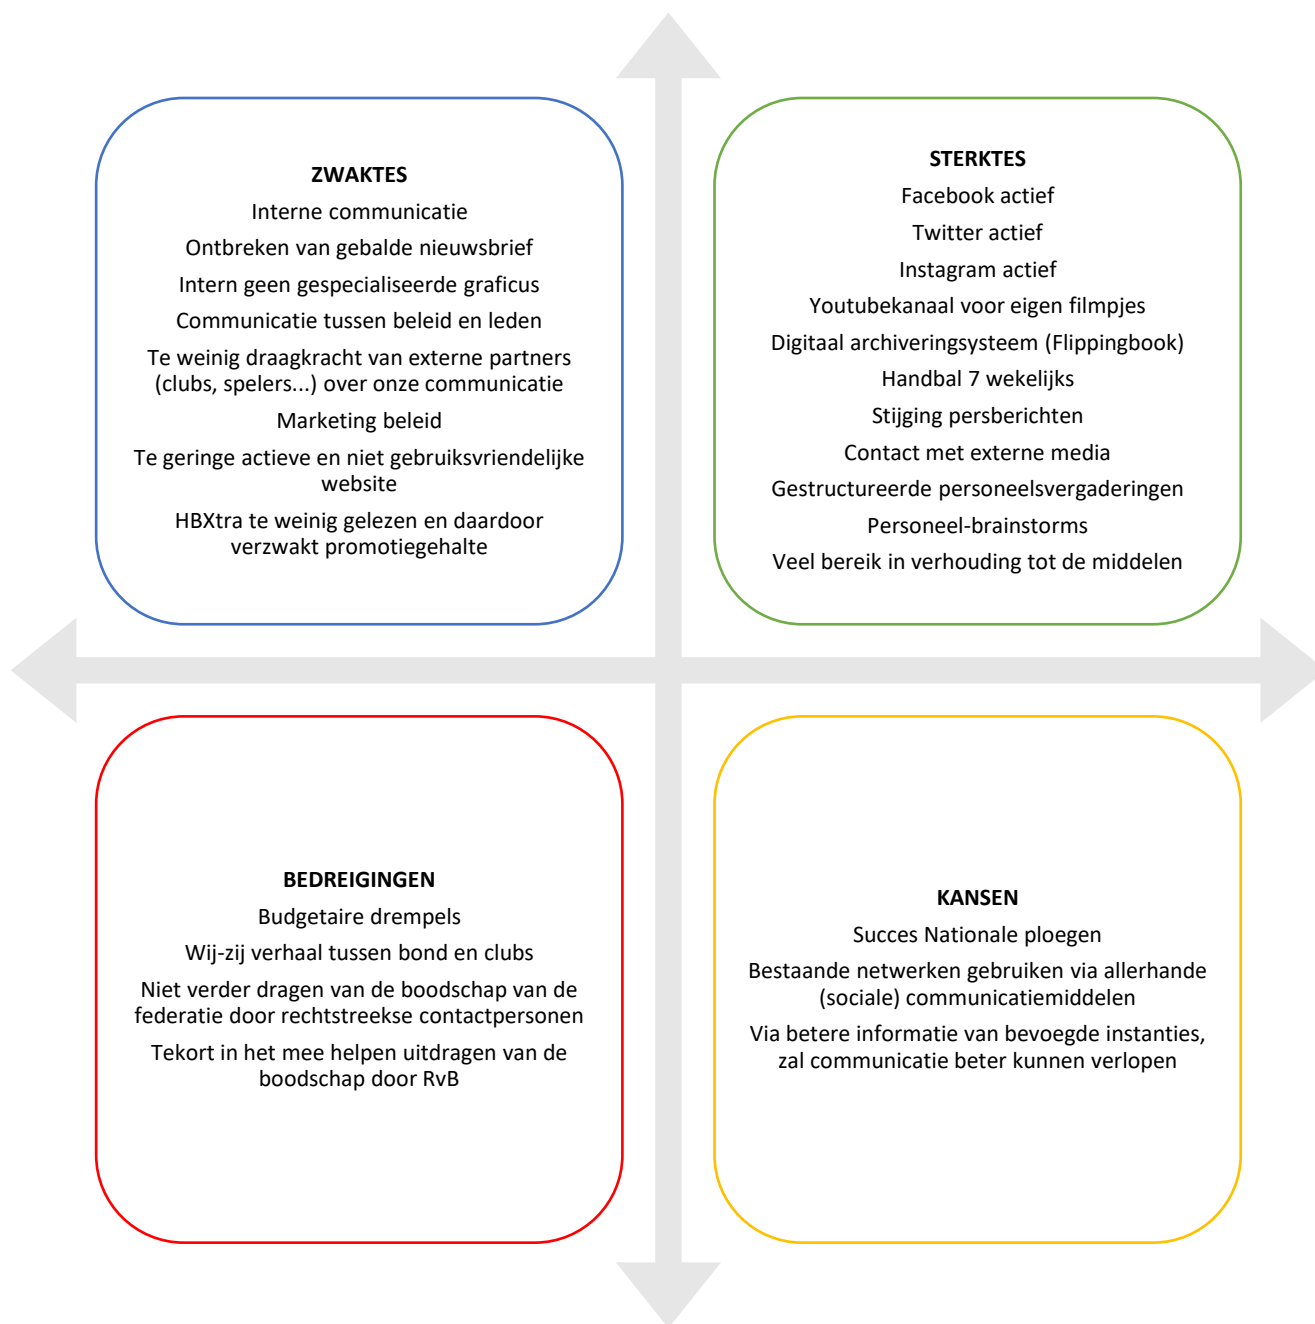 ZWAKTES
Interne communicatie
Ontbreken van gebalde nieuwsbrief
Intern geen gespecialiseerde graficus
Communicatie tussen beleid en leden
Te weinig draagkracht van externe partners
(clubs, spelers...) over onze communicatie
Marketing beleid
Te geringe actieve en niet gebruiksvriendelijke
website
HBXtra te weinig gelezen en daardoor
verzwakt promotiegehalte
STERKTES
Facebook actief
Twitter actief
Instagram actief
Youtubekanaal voor eigen filmpjes
Digitaal archiveringsysteem (Flippingbook)
Handbal 7 wekelijks
Stijging persberichten
Contact met externe media
Gestructureerde personeelsvergaderingen
Personeel-brainstorms
Veel bereik in verhouding tot de middelen
BEDREIGINGEN
Budgetaire drempels
Wij-zij verhaal tussen bond en clubs
Niet verder dragen van de boodschap van de
federatie door rechtstreekse contactpersonen
Tekort in het mee helpen uitdragen van de
boodschap door RvB
KANSEN
Succes Nationale ploegen
Bestaande netwerken gebruiken via allerhande
(sociale) communicatiemiddelen
Via betere informatie van bevoegde instanties,
zal communicatie beter kunnen verlopen